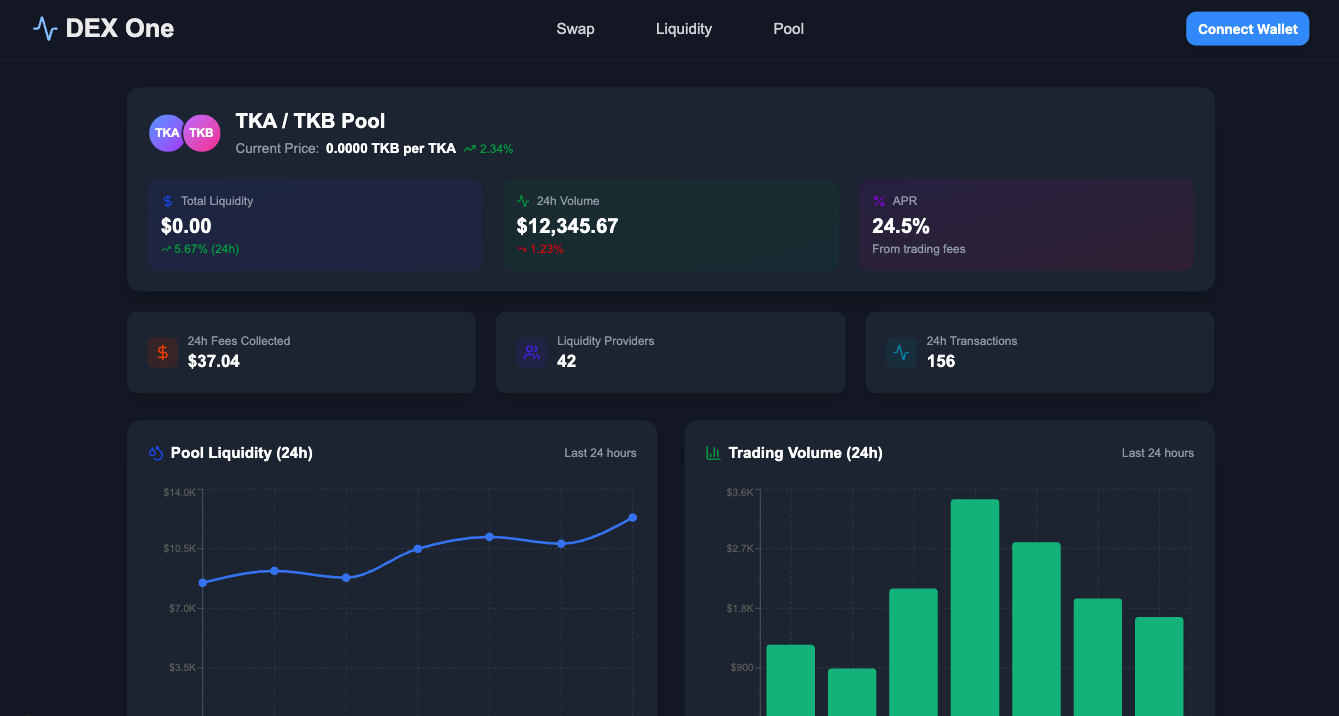 DEX One
Swap
Liquidity
Pool
Connect Wallet
TKA
TKB
TKA / TKB Pool
Current Price: 0.0000 TKB per TKA 2.34%
Total Liquidity
$0.00
5.67% (24h)
24h Volume
$12,345.67
1.23%
APR
24.5%
From trading fees
24h Fees Collected
$37.04
Liquidity Providers
42
24h Transactions
156
Pool Liquidity (24h)
Last 24 hours
$14.0K
$10.5K
$7.0K
$3.5K
Trading Volume (24h)
Last 24 hours
$3.6K
$2.7K
$1.8K
$900